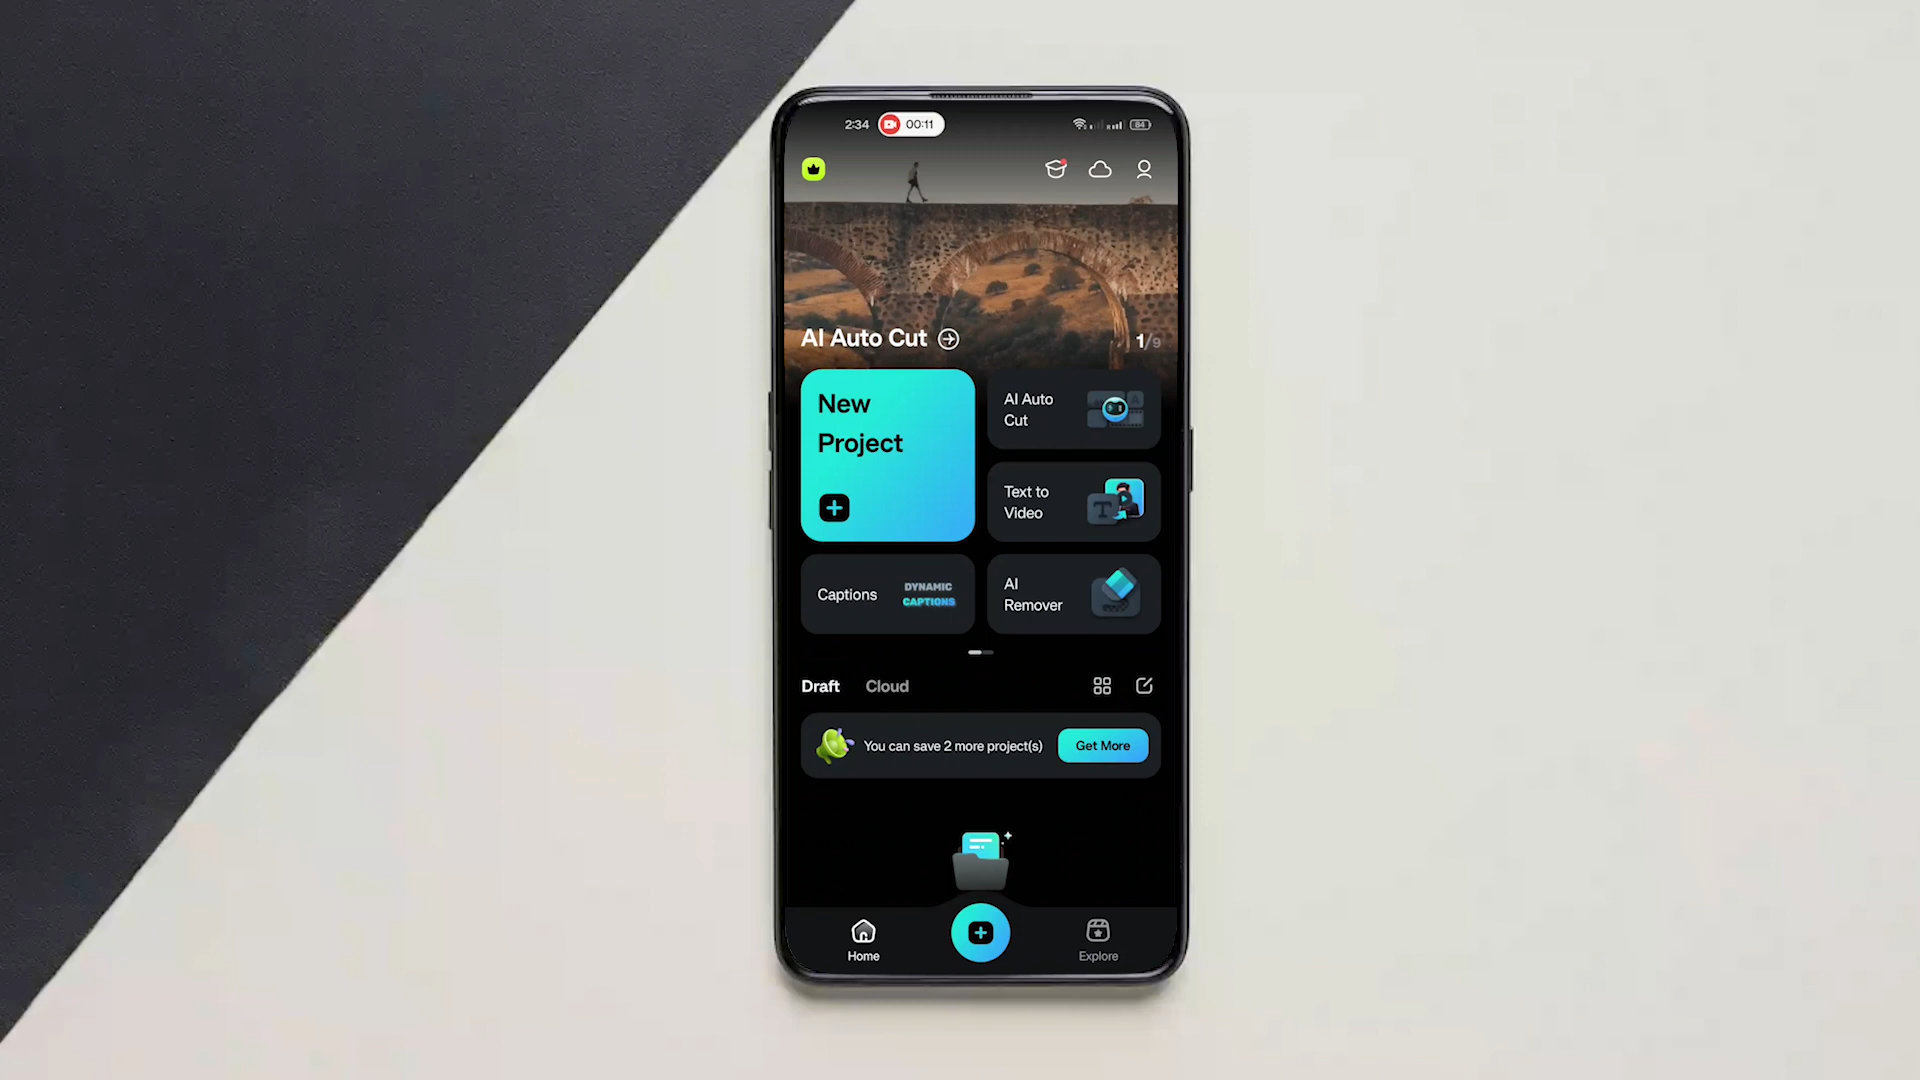 2:34 00:11 84
AI Auto Cut
1/9
New
Project
AI Auto
Cut
Text to
Video
T
Captions
DYNAMIC
CAPTIONS
AI
Remover
Draft Cloud
You can save 2 more project(s) Get More
Home Explore